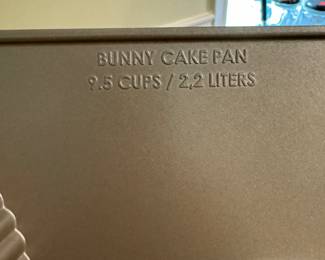 BUNNY CAKE PAN
9.5 CUPS / 2,2 LITERS